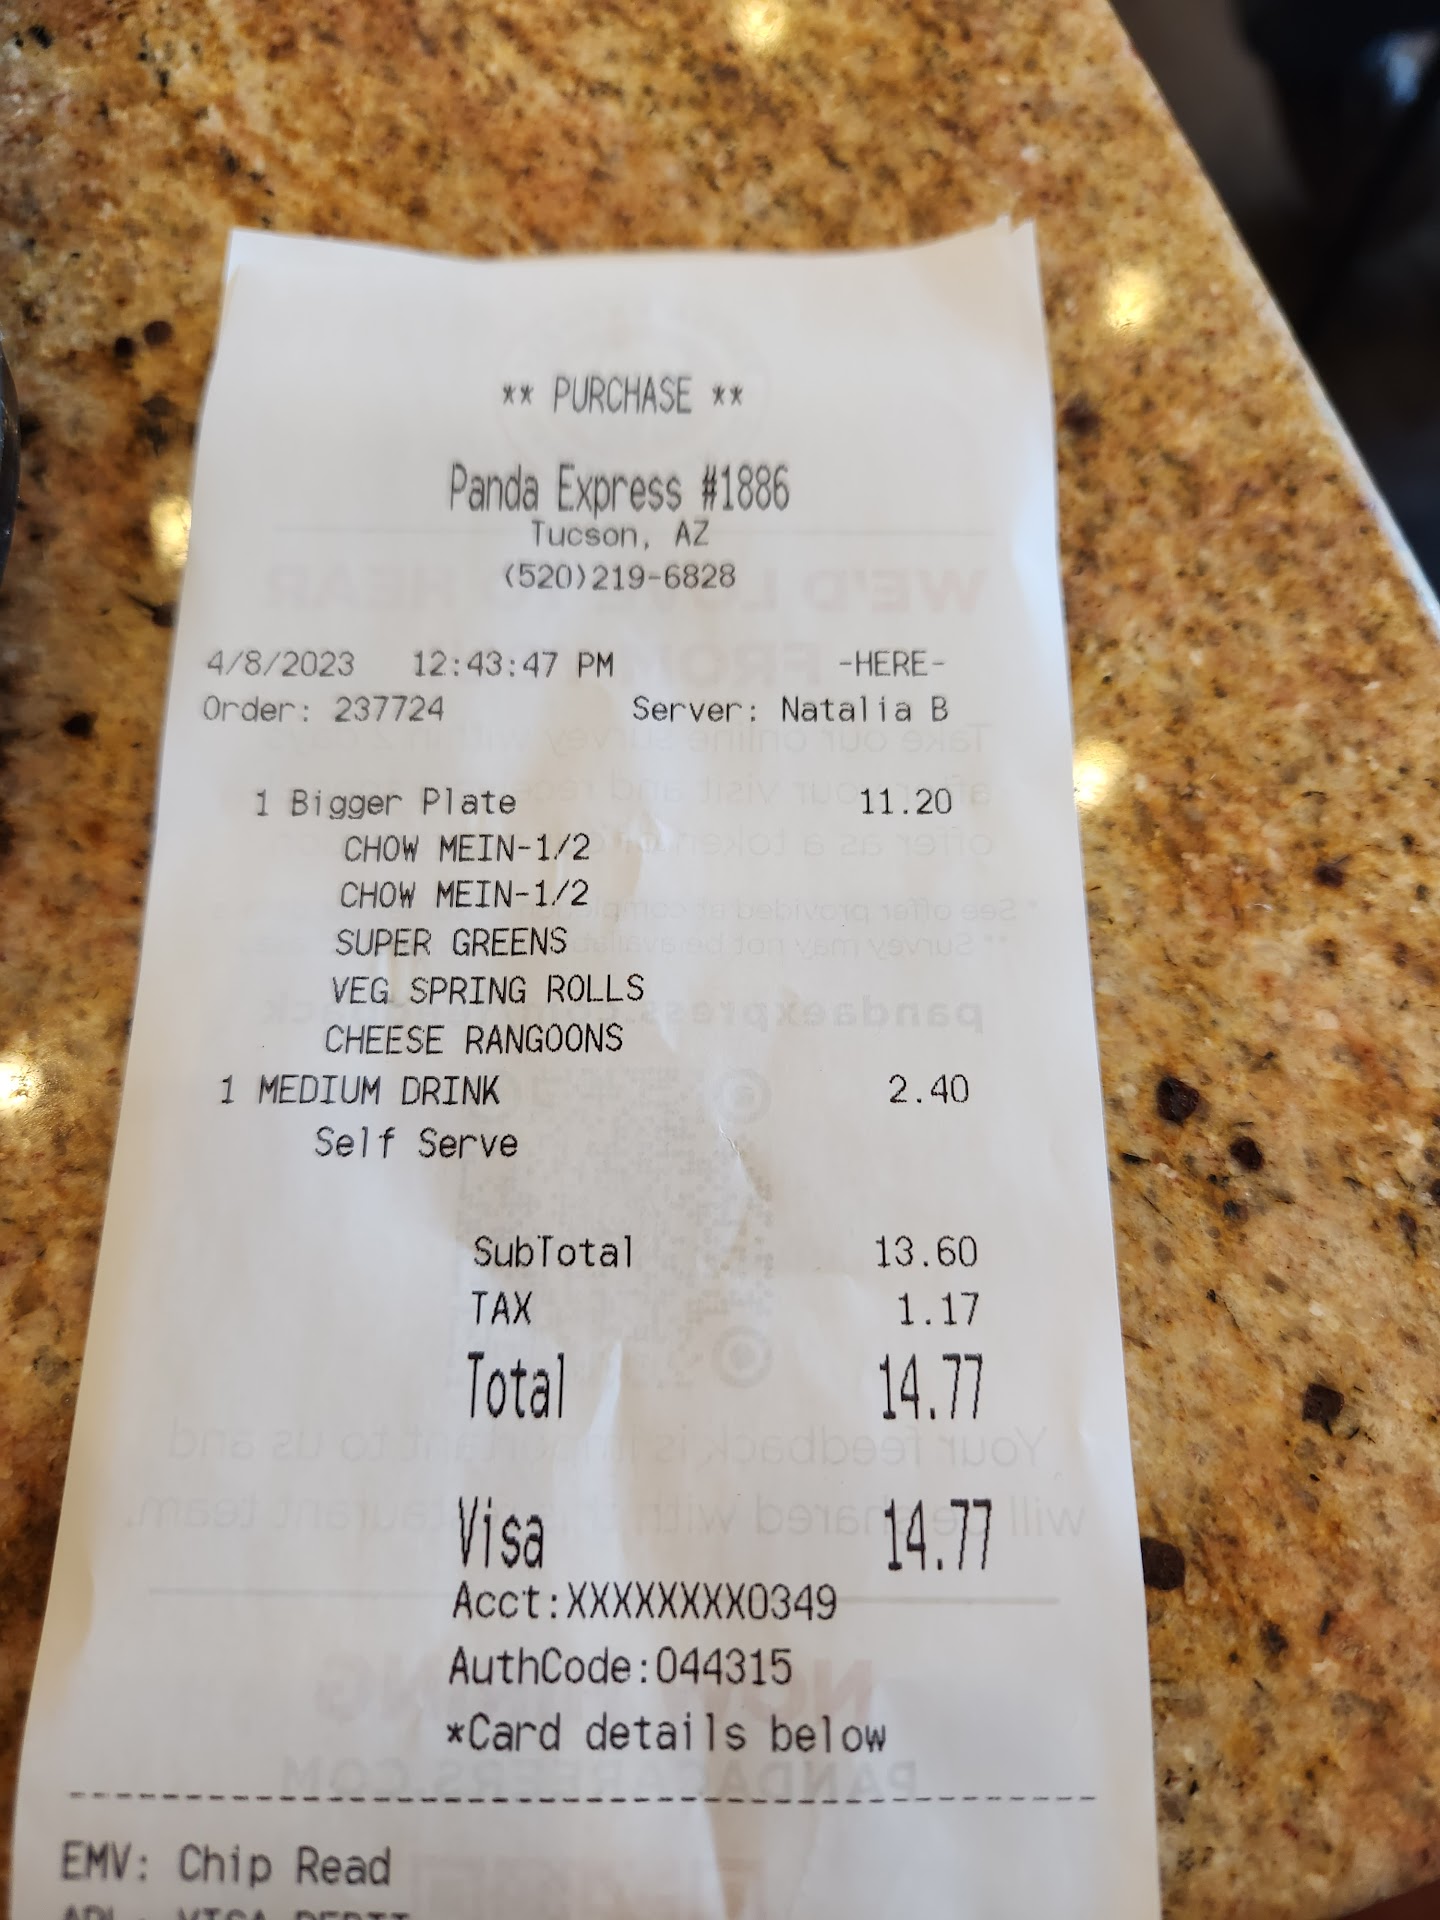 ** PURCHASE **
Panda Express #1886
Tucson, AZ
(520)219-6828
4/8/2023 12:43:47 PM -HERE-
Order: 237724 Server: Natalia B
1 Bigger Plate 11.20
CHOW MEIN-1/2
CHOW MEIN-1/2
SUPER GREENS
VEG SPRING ROLLS
CHEESE RANGOONS
1 MEDIUM DRINK 2.40
Self Serve
SubTotal 13.60
TAX 1.17
Total 14.77
Visa 14.77
Acct:XXXXXXXX0349
AuthCode:044315
*Card details below
EMV: Chip Read